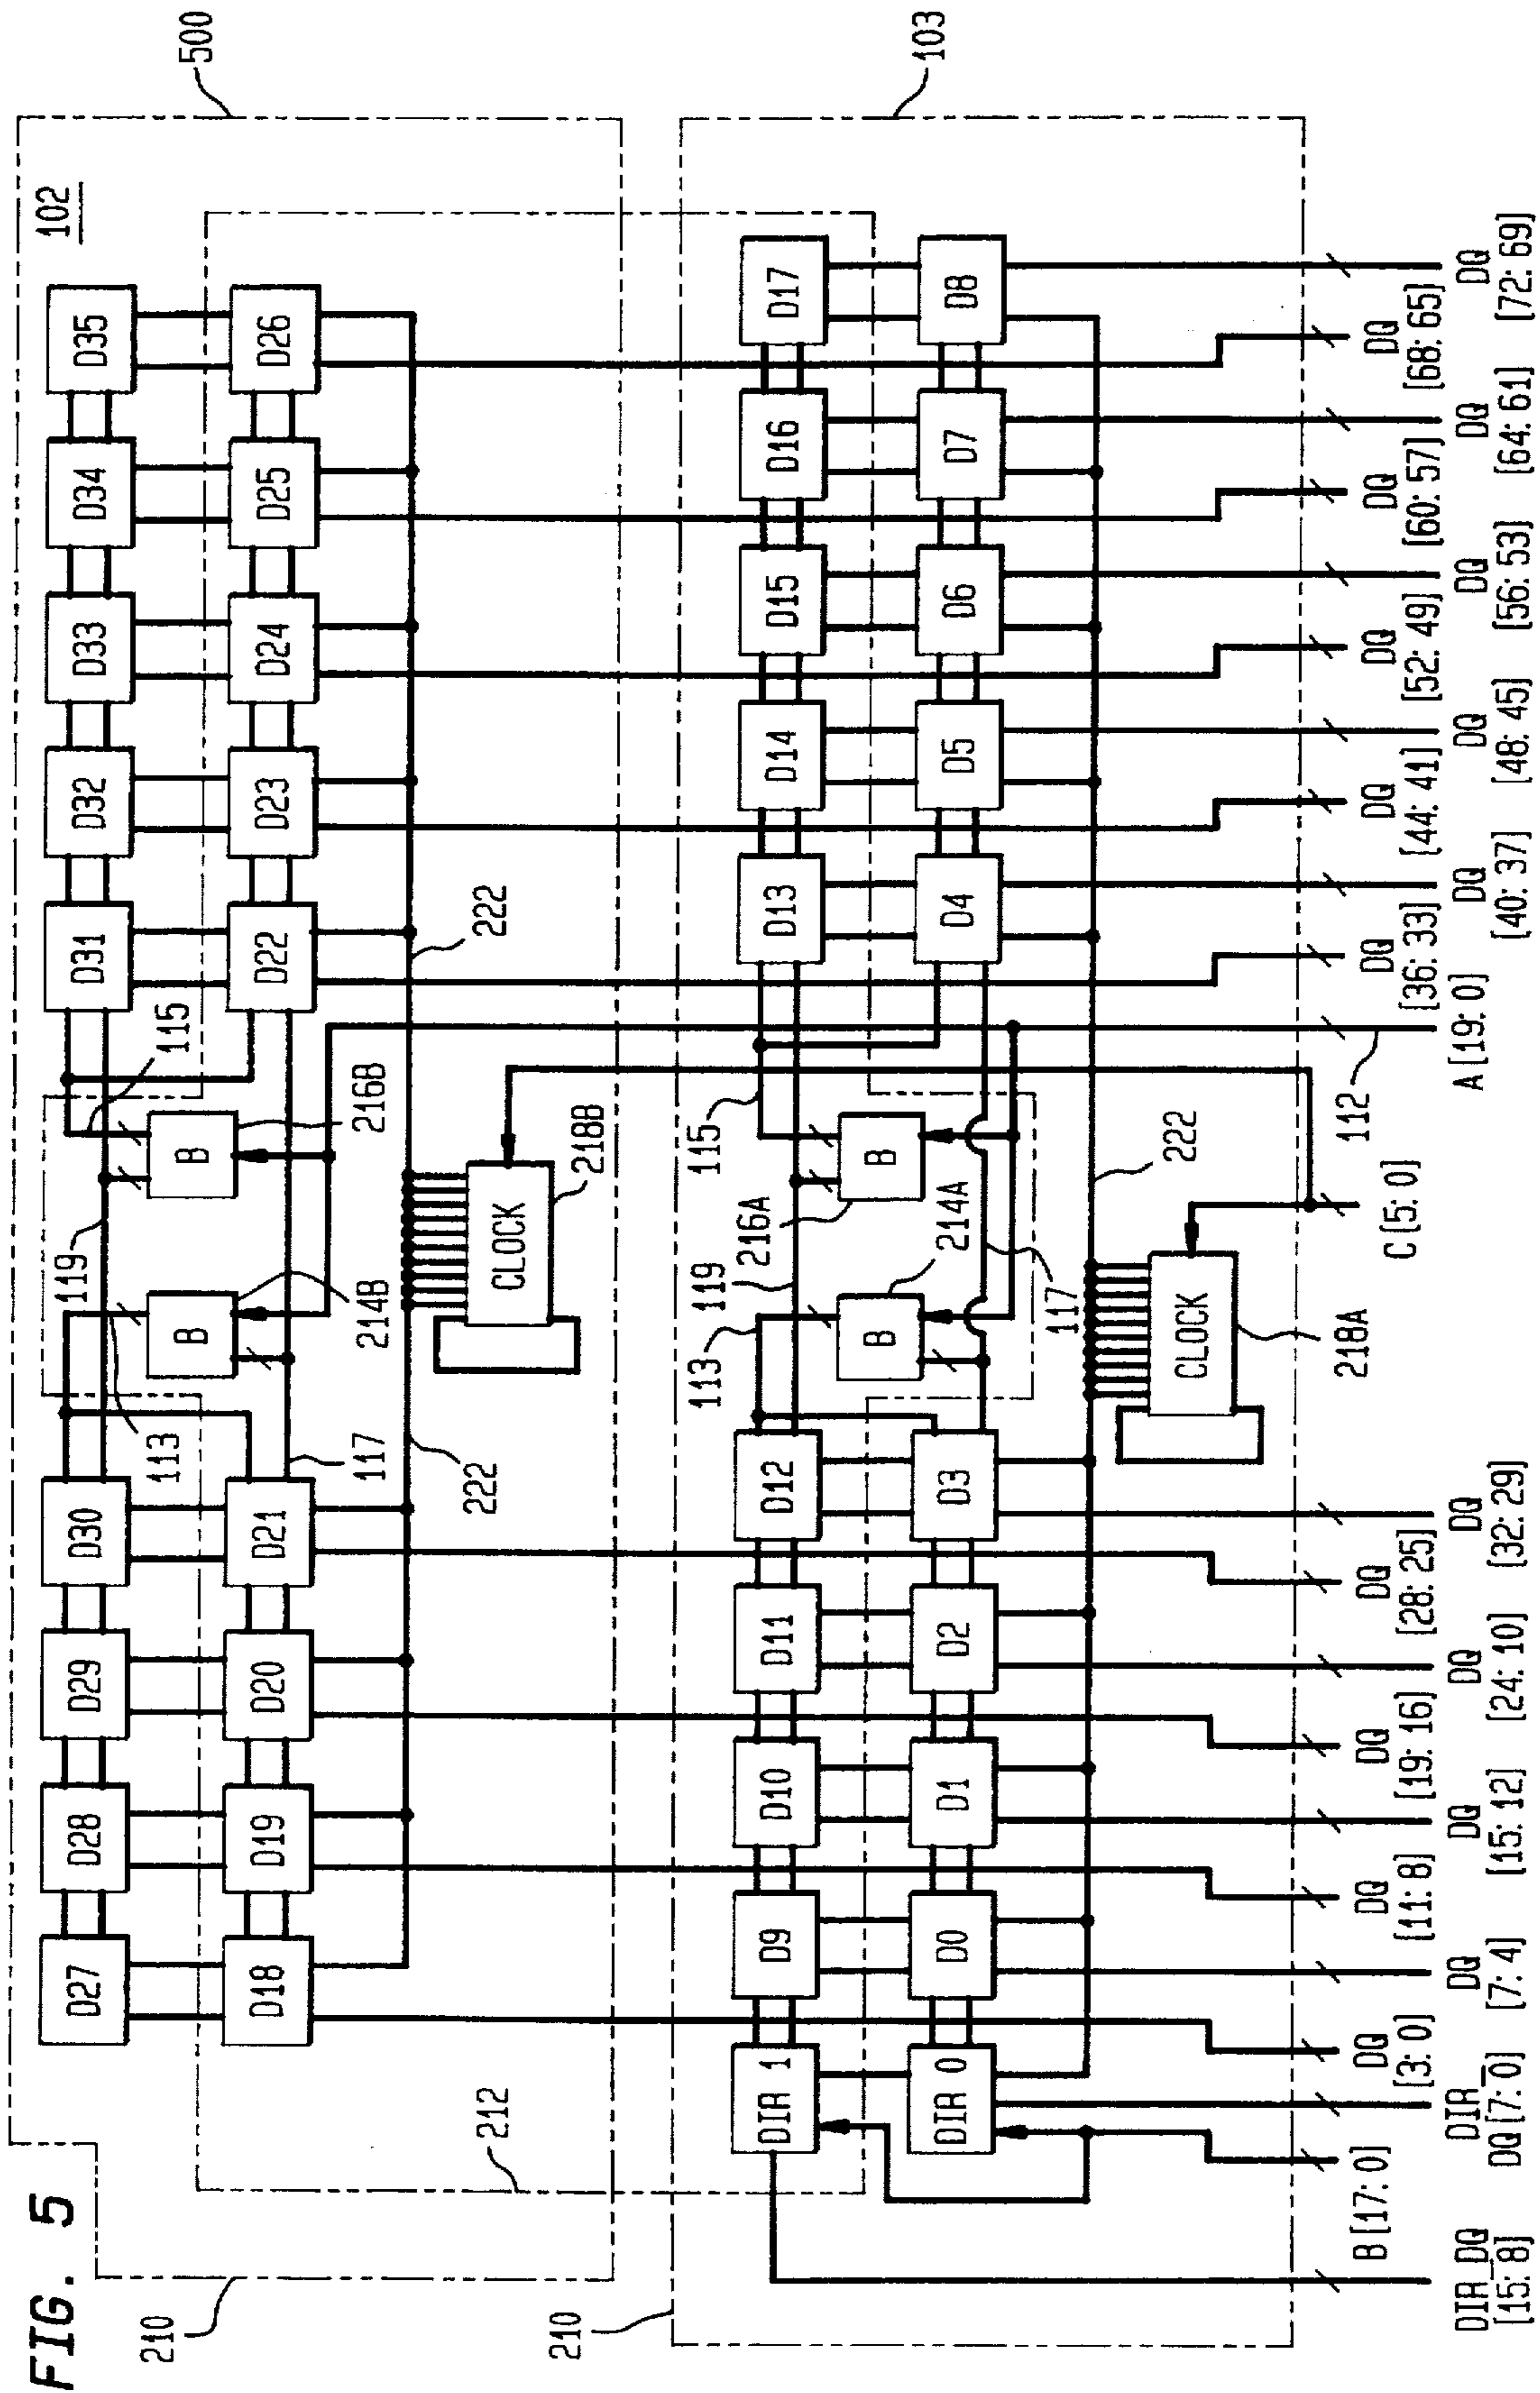 FIG. 5
210
500
102
D27
D28
D29
D30
D31
D32
D33
D34
D35
113
119
115
B
214B
B
216B
D18
D19
D20
D21
D22
D23
D24
D25
D26
117
222
222
CLOCK
218B
212
210
103
DIR 1
D9
D10
D11
D12
D13
D14
D15
D16
D17
113
119
216A
115
B
214A
B
DIR 0
D0
D1
D2
D3
D4
D5
D6
D7
D8
117
222
CLOCK
218A
112
DIR_DQ
[15:8]
B[17:0]
DIR_
DQ[7:0]
DQ
[3:0]
DQ
[7:4]
DQ
[11:8]
DQ
[15:12]
DQ
[19:16]
DQ
[24:10]
DQ
[28:25]
DQ
[32:29]
C[5:0]
A[19:0]
DQ
[36:33]
DQ
[40:37]
DQ
[44:41]
DQ
[48:45]
DQ
[52:49]
DQ
[56:53]
DQ
[60:57]
DQ
[64:61]
DQ
[68:65]
DQ
[72:69]